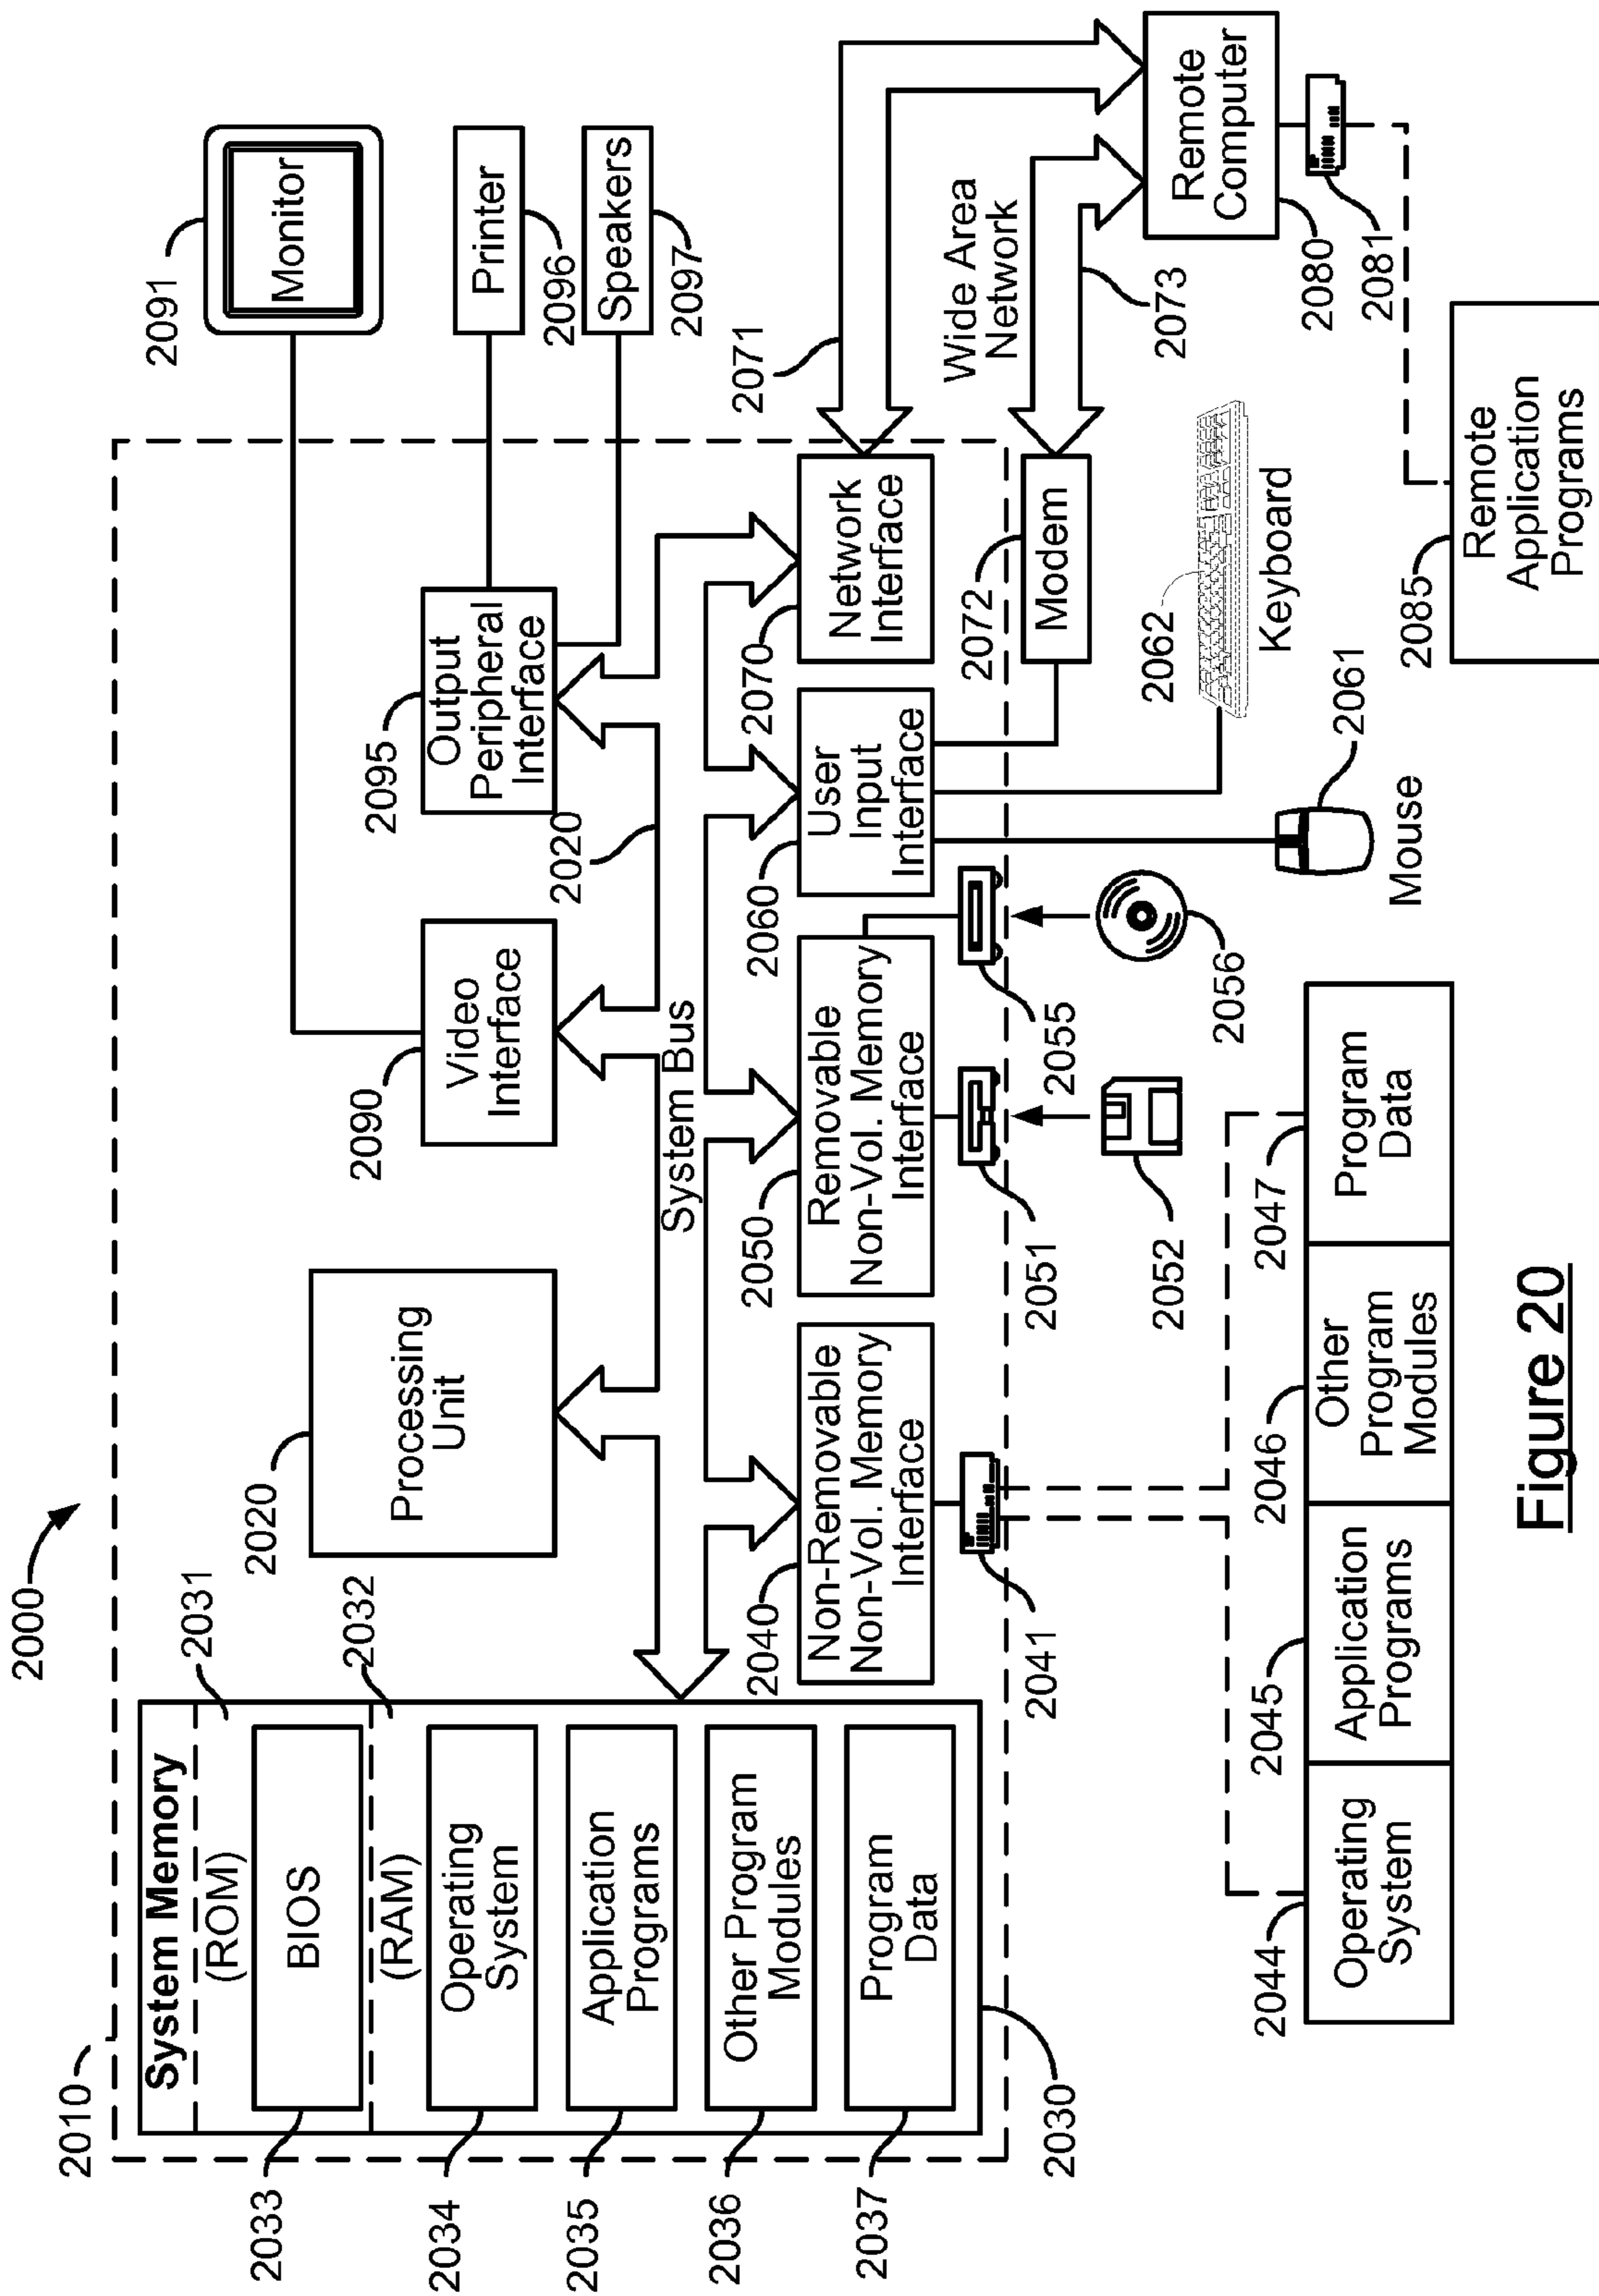 2000
2010
System Memory
(ROM)
2031
BIOS
2033
(RAM)
2032
Operating
System
2034
Application
Programs
2035
Other Program
Modules
2036
Program
Data
2037
2030
2020
Processing
Unit
2090
Video
Interface
2095
Output
Peripheral
Interface
2091
Monitor
Printer
2096
Speakers
2097
System Bus
2020
2040
Non-Removable
Non-Vol. Memory
Interface
2050
Removable
Non-Vol. Memory
Interface
2060
User
Input
Interface
2070
Network
Interface
2071
2041
2051
2055
2072
Modem
Wide Area
Network
2073
2052
2056
2062
Keyboard
2061
Mouse
Remote
Computer
2080
2081
2044
Operating
System
2045
Application
Programs
2046
Other
Program
Modules
2047
Program
Data
2085
Remote
Application
Programs
Figure 20